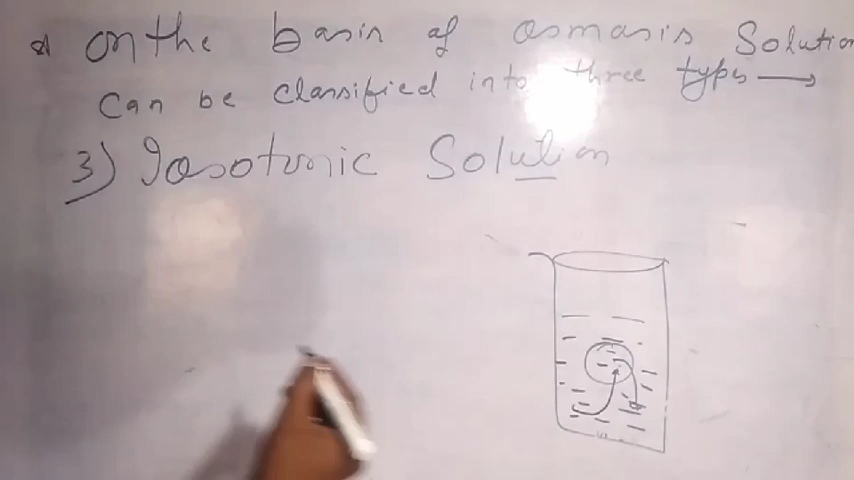 on the basis of osmosis Solution
can be classified into three types →
3) Isotonic Solution